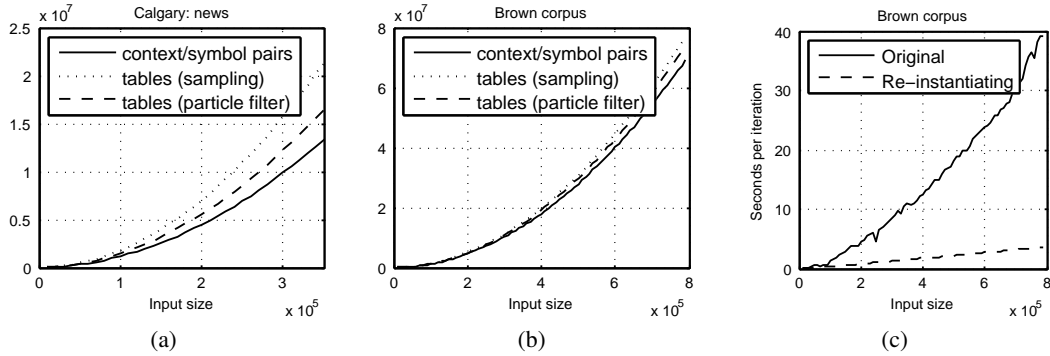 Calgary: news
x 10^7
2.5
2
1.5
1
0.5
0
0 1 2 3
x 10^5
Input size
context/symbol pairs
tables (sampling)
tables (particle filter)
(a)
Brown corpus
x 10^7
8
6
4
2
0
0 2 4 6 8
x 10^5
Input size
context/symbol pairs
tables (sampling)
tables (particle filter)
(b)
Brown corpus
Seconds per iteration
40
30
20
10
0
0 2 4 6 8
x 10^5
Input size
Original
Re−instantiating
(c)